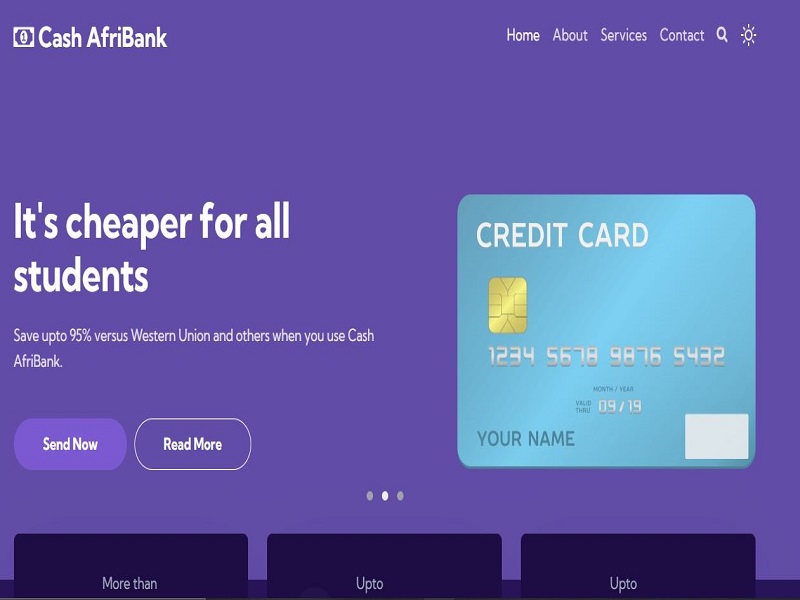 Cash AfriBank
Home About Services Contact
It's cheaper for all
students
Save upto 95% versus Western Union and others when you use Cash
AfriBank.
Send Now Read More
CREDIT CARD
1234 5678 9876 5432
MONTH / YEAR
VALID
THRU 09/19
YOUR NAME
More than Upto Upto